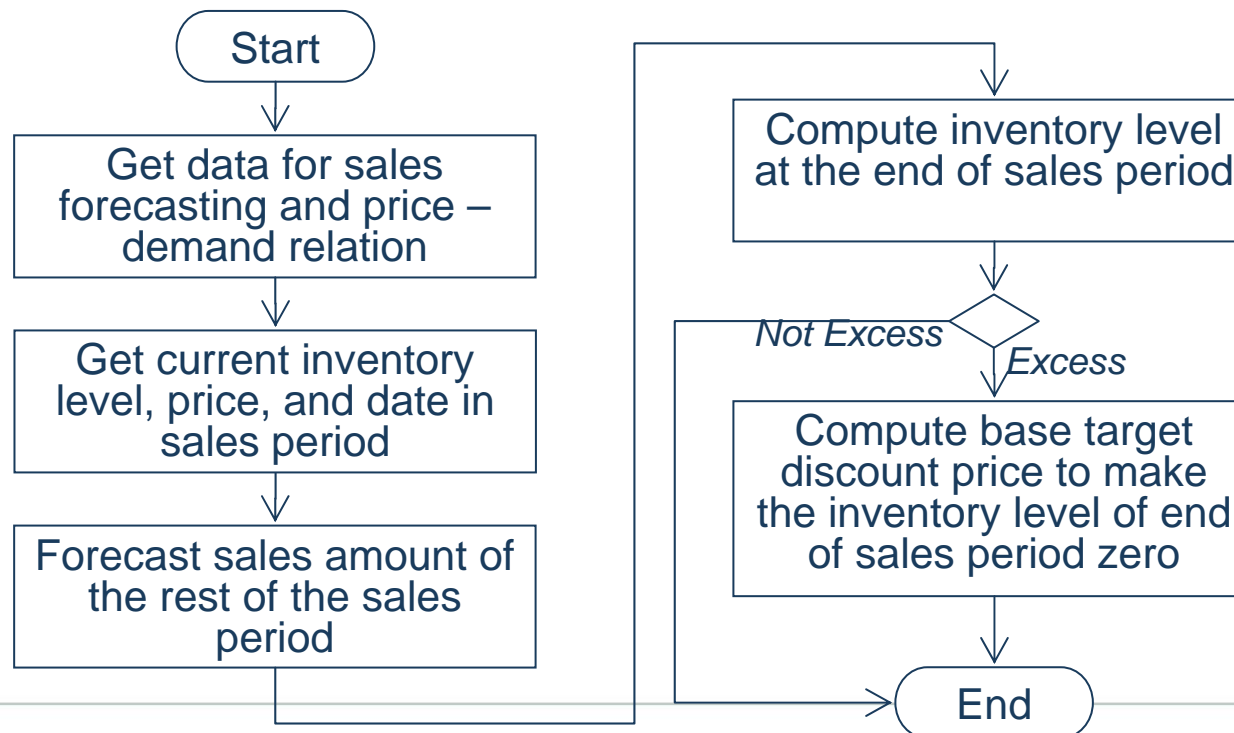 Start
Get data for sales
forecasting and price –
demand relation
Get current inventory
level, price, and date in
sales period
Forecast sales amount of
the rest of the sales
period
Compute inventory level
at the end of sales period
Not Excess
Excess
Compute base target
discount price to make
the inventory level of end
of sales period zero
End